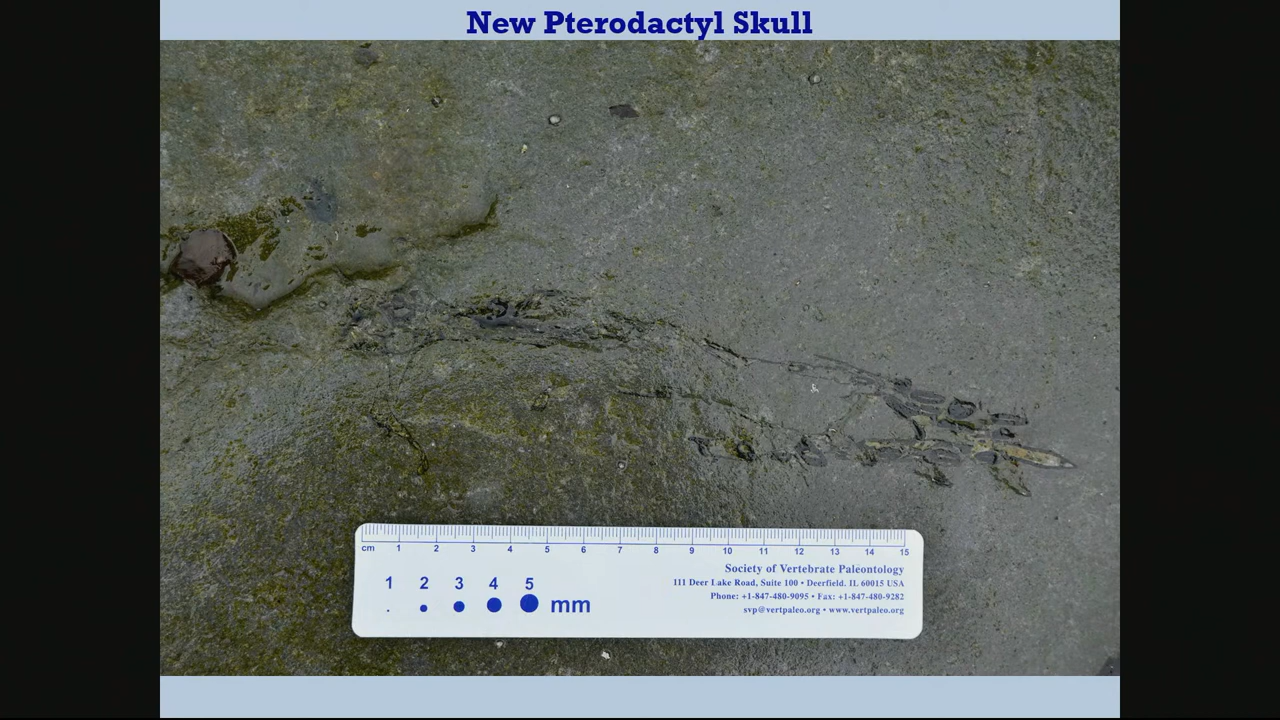 New Pterodactyl Skull
cm 1 2 3 4 5 6 7 8 9 10 11 12 13 14 15
Society of Vertebrate Paleontology
111 Deer Lake Road, Suite 100 • Deerfield. IL 60015 USA
Phone: +1-847-480-9095 • Fax: +1-847-480-9282
svp@vertpaleo.org • www.vertpaleo.org
1 2 3 4 5
mm